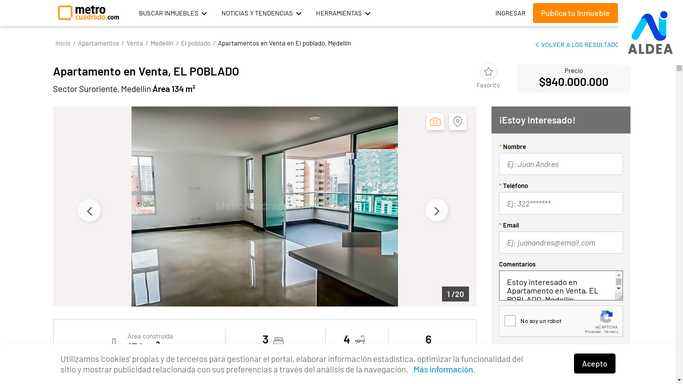 metro
cuadrado.com
BUSCAR INMUEBLES
NOTICIAS Y TENDENCIAS
HERRAMIENTAS
INGRESAR
Publica tu inmueble
AI
ALDEA
Inicio / Apartamentos / Venta / Medellín / El poblado / Apartamentos en Venta en El poblado, Medellín
< VOLVER A LOS RESULTADO
Apartamento en Venta, EL POBLADO
Sector Suroriente, Medellín Área 134 m²
Favorito
Precio
$940.000.000
1 / 20
¡Estoy Interesado!
* Nombre
Ej: Juan Andres
* Teléfono
Ej: 322*******
* Email
Ej: juanandres@email.com
Comentarios
Estoy interesado en
Apartamento en Venta, EL
POBLADO, Medellín
No soy un robot
reCAPTCHA
Privacidad - Términos
Área construida
3
4
6
Utilizamos 'cookies' propias y de terceros para gestionar el portal, elaborar información estadística, optimizar la funcionalidad del
sitio y mostrar publicidad relacionada con sus preferencias a través del análisis de la navegación. Más información.
Acepto